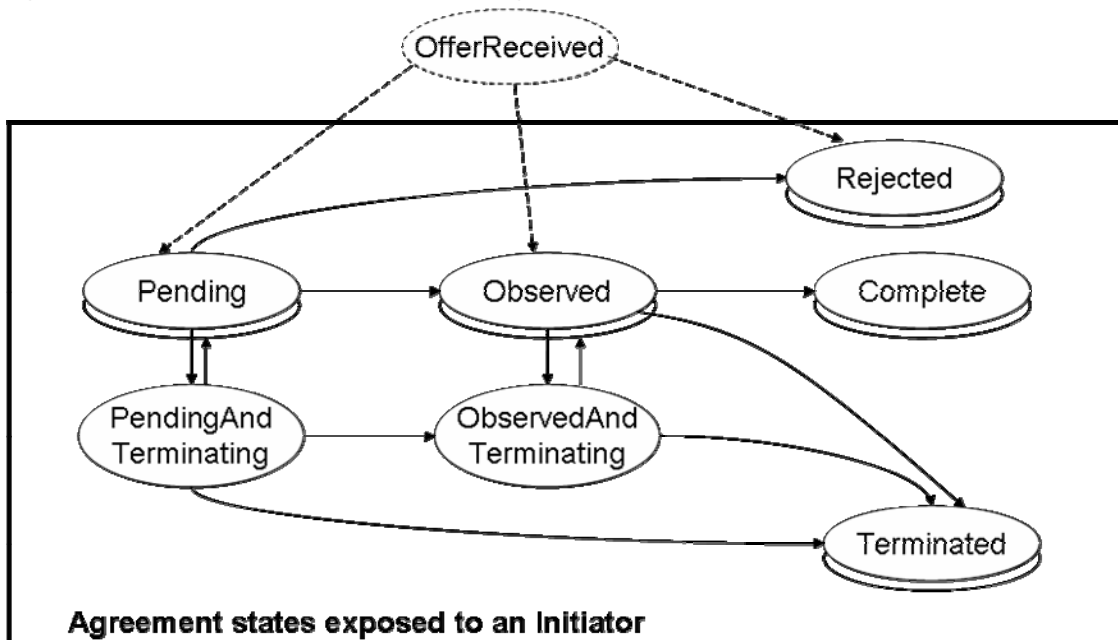 OfferReceived
Rejected
Pending
Observed
Complete
PendingAnd
Terminating
ObservedAnd
Terminating
Terminated
Agreement states exposed to an Initiator